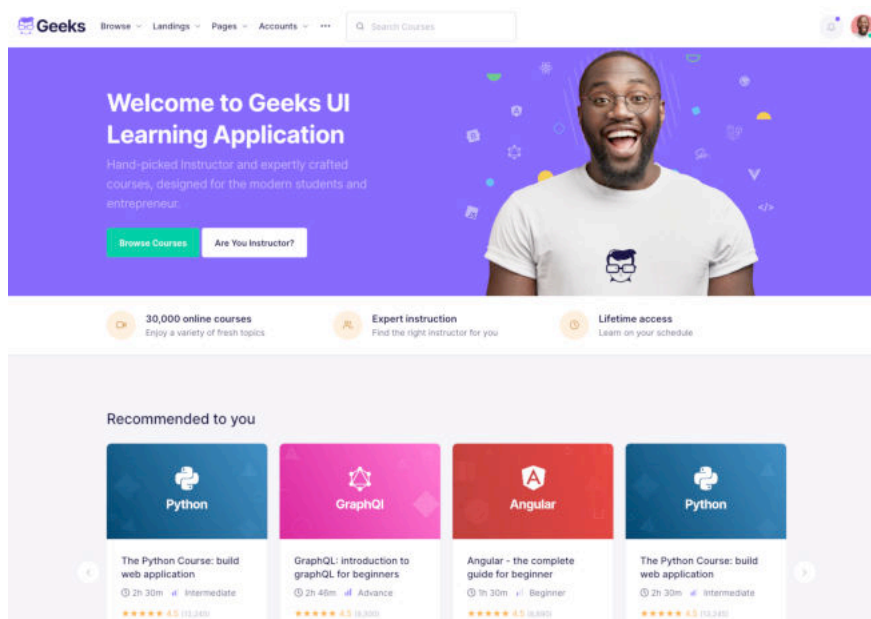 Geeks
Browse Landings Pages Accounts ••• Search Courses
Welcome to Geeks UI
Learning Application
Hand-picked Instructor and expertly crafted
courses, designed for the modern students and
entrepreneur.
Browse Courses Are You Instructor?
30,000 online courses Expert instruction Lifetime access
Enjoy a variety of fresh topics Find the right instructor for you Learn on your schedule
Recommended to you
Python GraphQl Angular Python
The Python Course: build GraphQL: introduction to Angular - the complete The Python Course: build
web application graphQL for beginners guide for beginner web application
2h 30m Intermediate 2h 46m Advance 1h 30m Beginner 2h 30m Intermediate
4.5 4.5 4.5 4.5